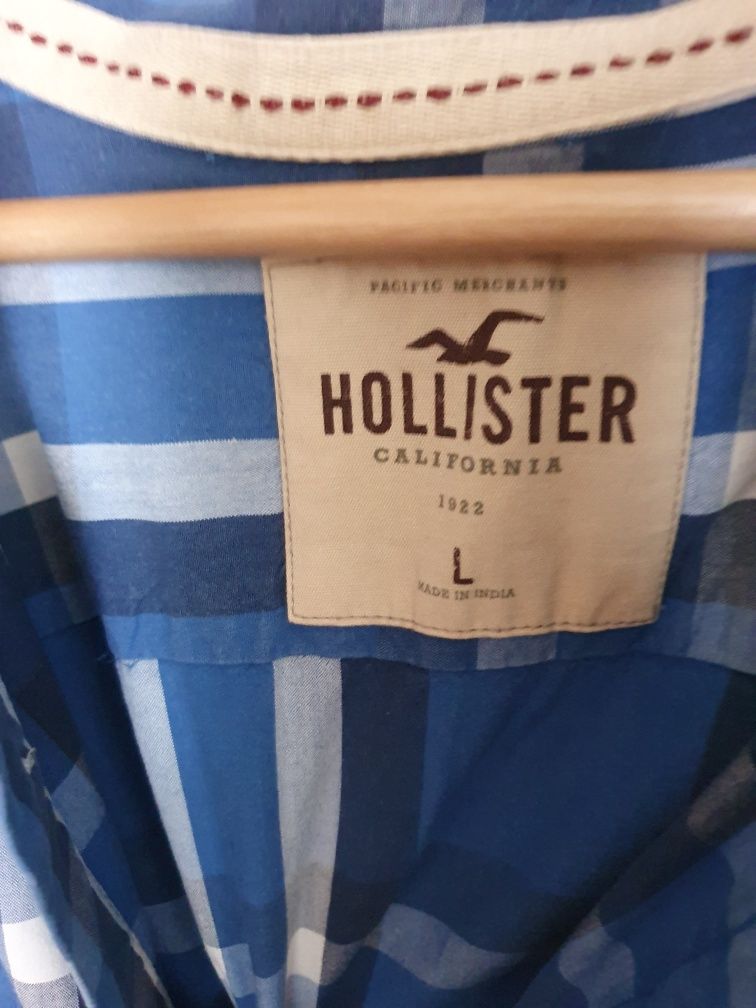 PACIFIC MERCHANTS
HOLLISTER
CALIFORNIA
1922
L
MADE IN INDIA